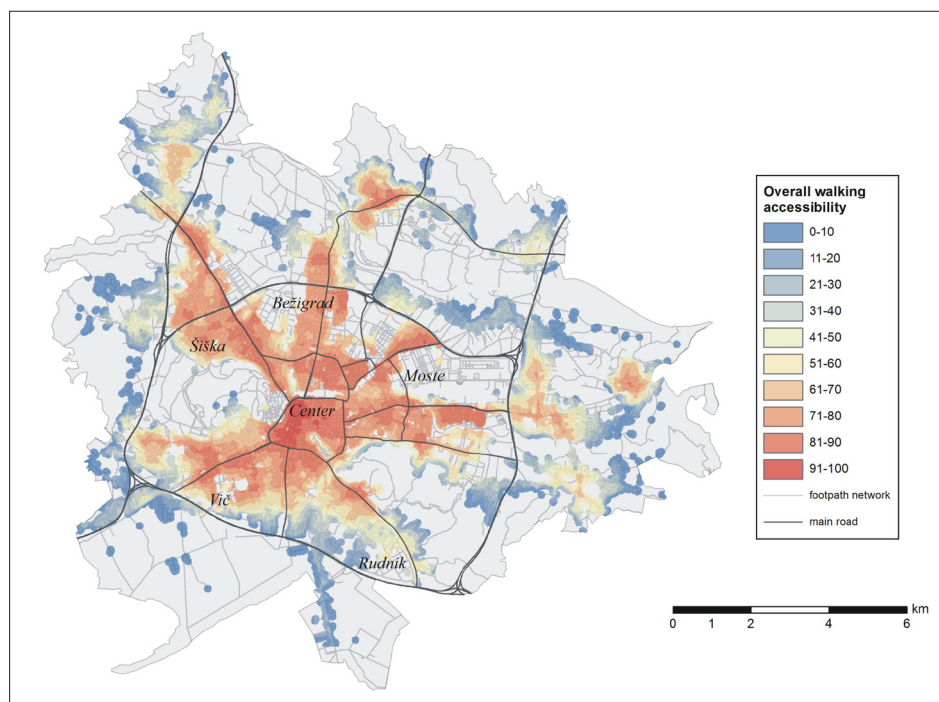 Bežigrad
Šiška
Moste
Center
Vič
Rudnik
Overall walking
accessibility
0-10
11-20
21-30
31-40
41-50
51-60
61-70
71-80
81-90
91-100
footpath network
main road
km
0 1 2 4 6